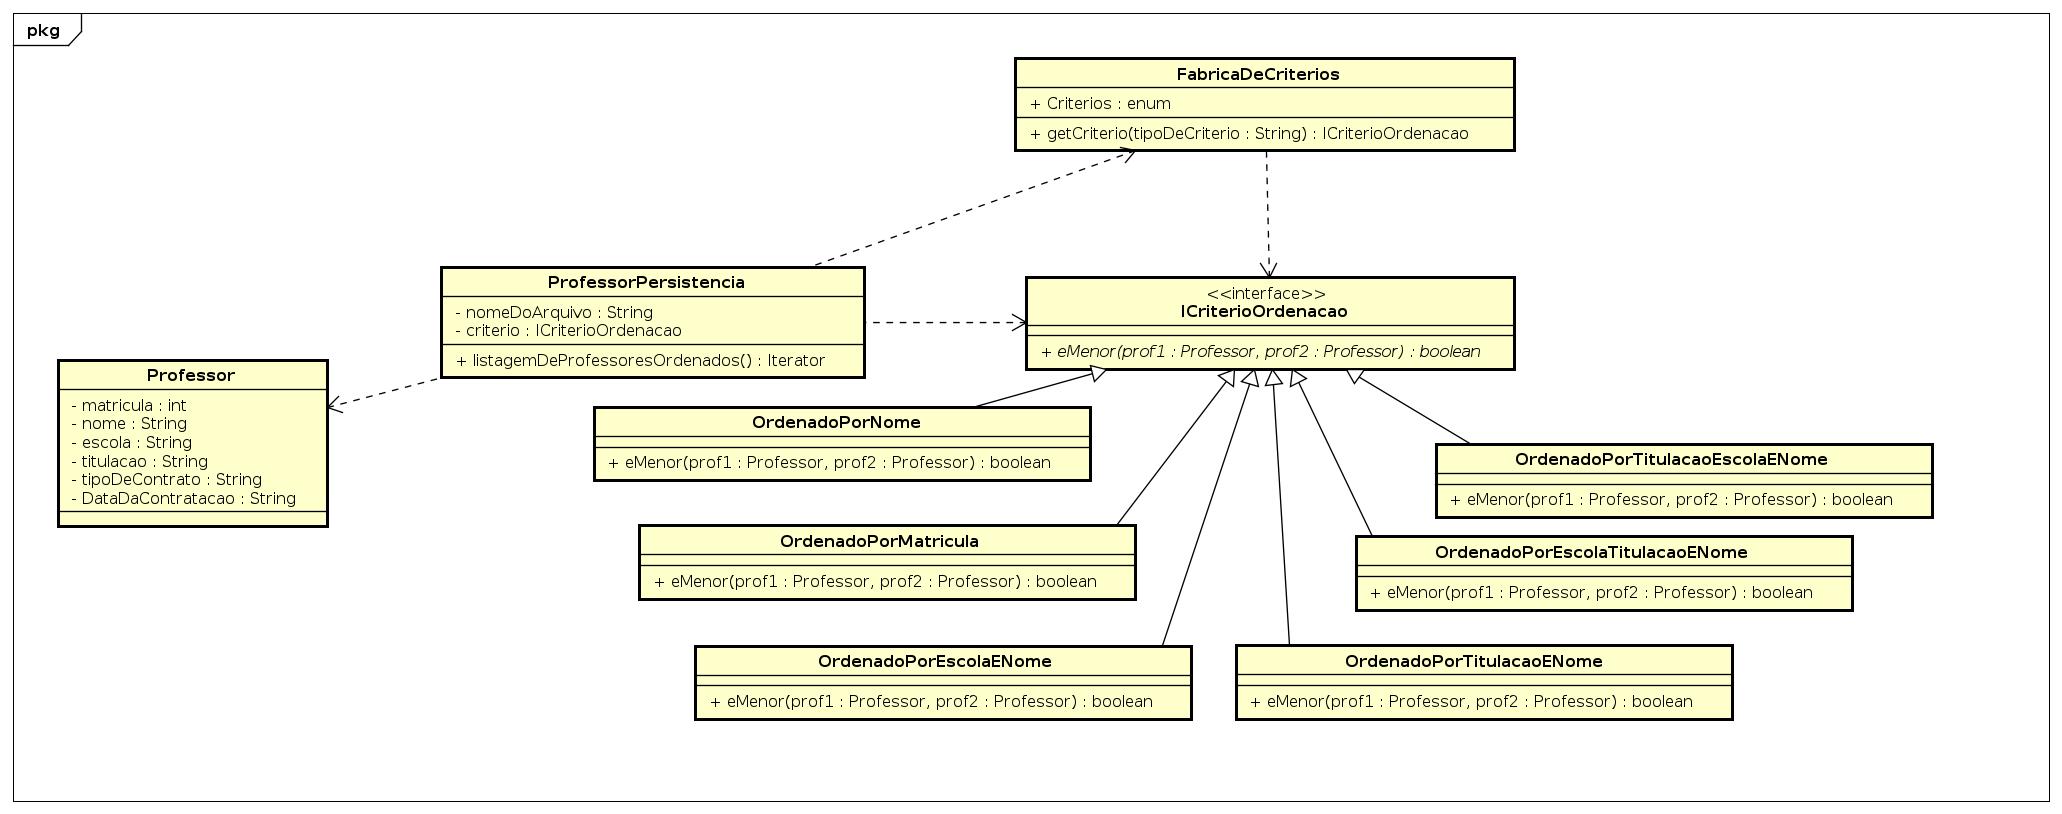 pkg
FabricaDeCriterios
+ Criterios : enum
+ getCriterio(tipoDeCriterio : String) : ICriterioOrdenacao
ProfessorPersistencia
- nomeDoArquivo : String
- criterio : ICriterioOrdenacao
+ listagemDeProfessoresOrdenados() : Iterator
<<interface>>
ICriterioOrdenacao
+ eMenor(prof1 : Professor, prof2 : Professor) : boolean
Professor
- matricula : int
- nome : String
- escola : String
- titulacao : String
- tipoDeContrato : String
- DataDaContratacao : String
OrdenadoPorNome
+ eMenor(prof1 : Professor, prof2 : Professor) : boolean
OrdenadoPorTitulacaoEscolaENome
+ eMenor(prof1 : Professor, prof2 : Professor) : boolean
OrdenadoPorMatricula
+ eMenor(prof1 : Professor, prof2 : Professor) : boolean
OrdenadoPorEscolaTitulacaoENome
+ eMenor(prof1 : Professor, prof2 : Professor) : boolean
OrdenadoPorEscolaENome
+ eMenor(prof1 : Professor, prof2 : Professor) : boolean
OrdenadoPorTitulacaoENome
+ eMenor(prof1 : Professor, prof2 : Professor) : boolean